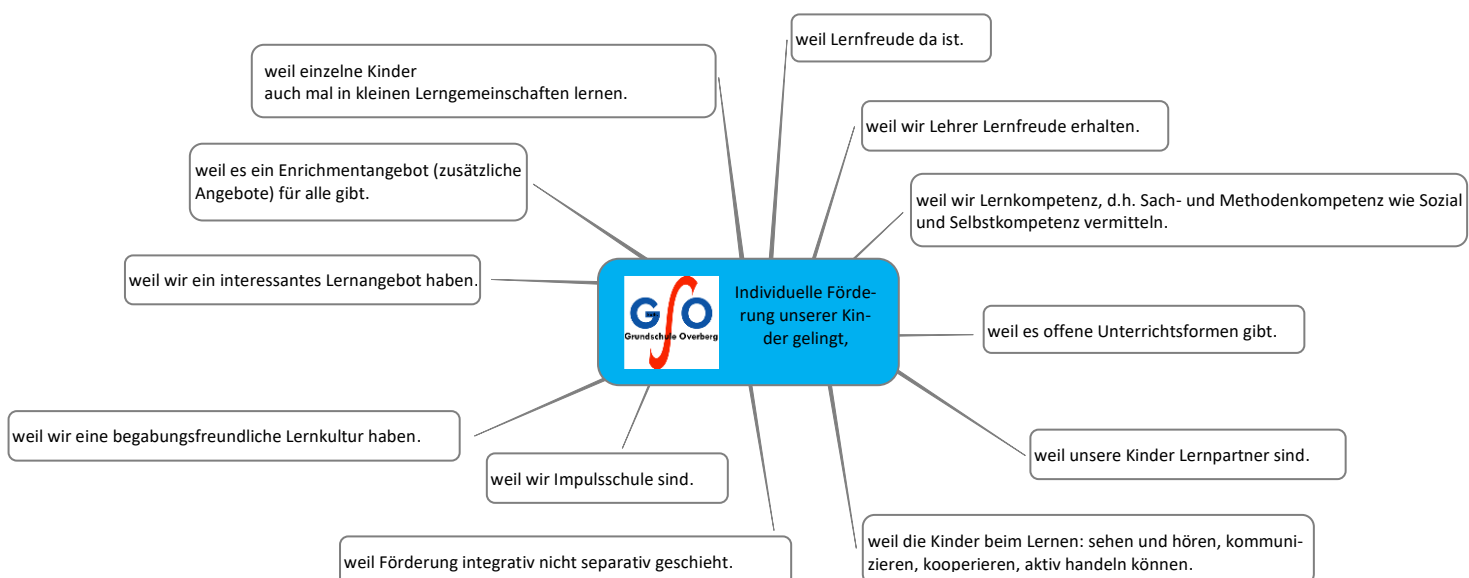 weil Lernfreude da ist.
weil einzelne Kinder
auch mal in kleinen Lerngemeinschaften lernen.
weil wir Lehrer Lernfreude erhalten.
weil es ein Enrichmentangebot (zusätzliche
Angebote) für alle gibt.
weil wir Lernkompetenz, d.h. Sach- und Methodenkompetenz wie Sozial
und Selbstkompetenz vermitteln.
weil wir ein interessantes Lernangebot haben.
GSO
Grundschule Overberg
Individuelle Förde-
rung unserer Kin-
der gelingt,
weil es offene Unterrichtsformen gibt.
weil wir eine begabungsfreundliche Lernkultur haben.
weil unsere Kinder Lernpartner sind.
weil wir Impulsschule sind.
weil Förderung integrativ nicht separativ geschieht.
weil die Kinder beim Lernen: sehen und hören, kommuni-
zieren, kooperieren, aktiv handeln können.